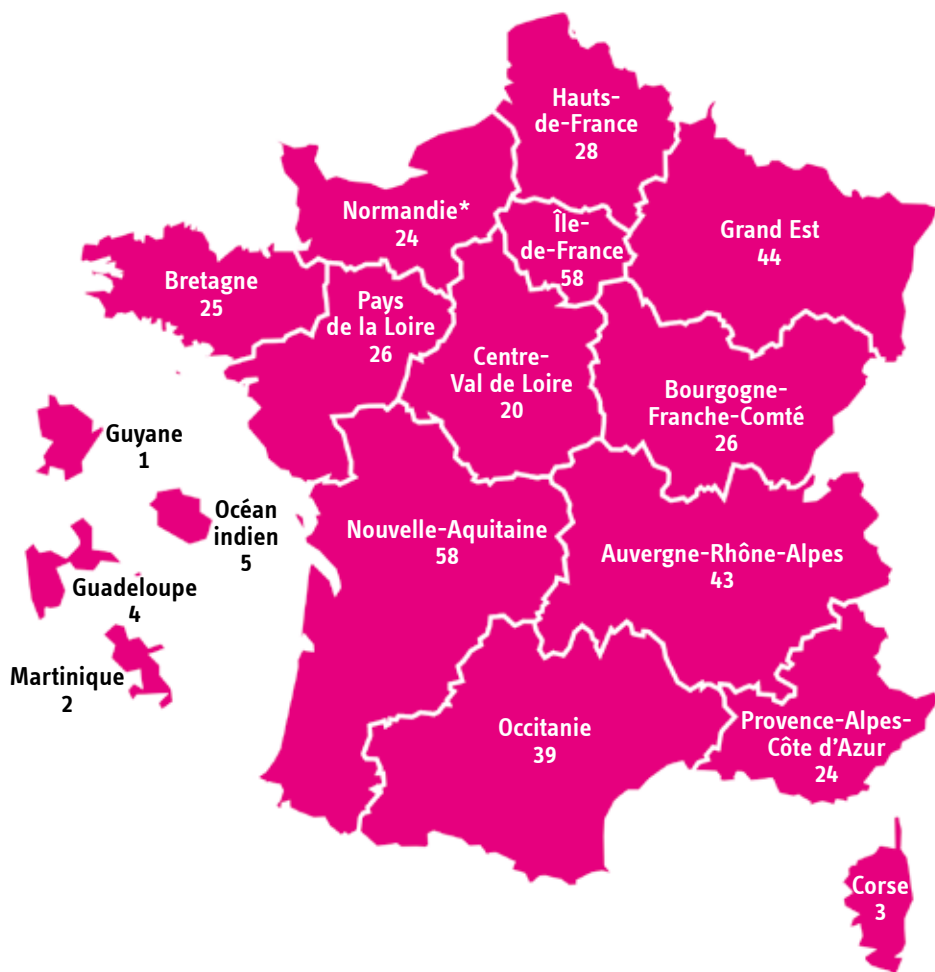 Hauts-
de-France
28
Normandie*
24
Île-
de-France
58
Grand Est
44
Bretagne
25
Pays
de la Loire
26
Centre-
Val de Loire
20
Bourgogne-
Franche-Comté
26
Guyane
1
Océan
indien
5
Nouvelle-Aquitaine
58
Auvergne-Rhône-Alpes
43
Guadeloupe
4
Martinique
2
Occitanie
39
Provence-Alpes-
Côte d'Azur
24
Corse
3